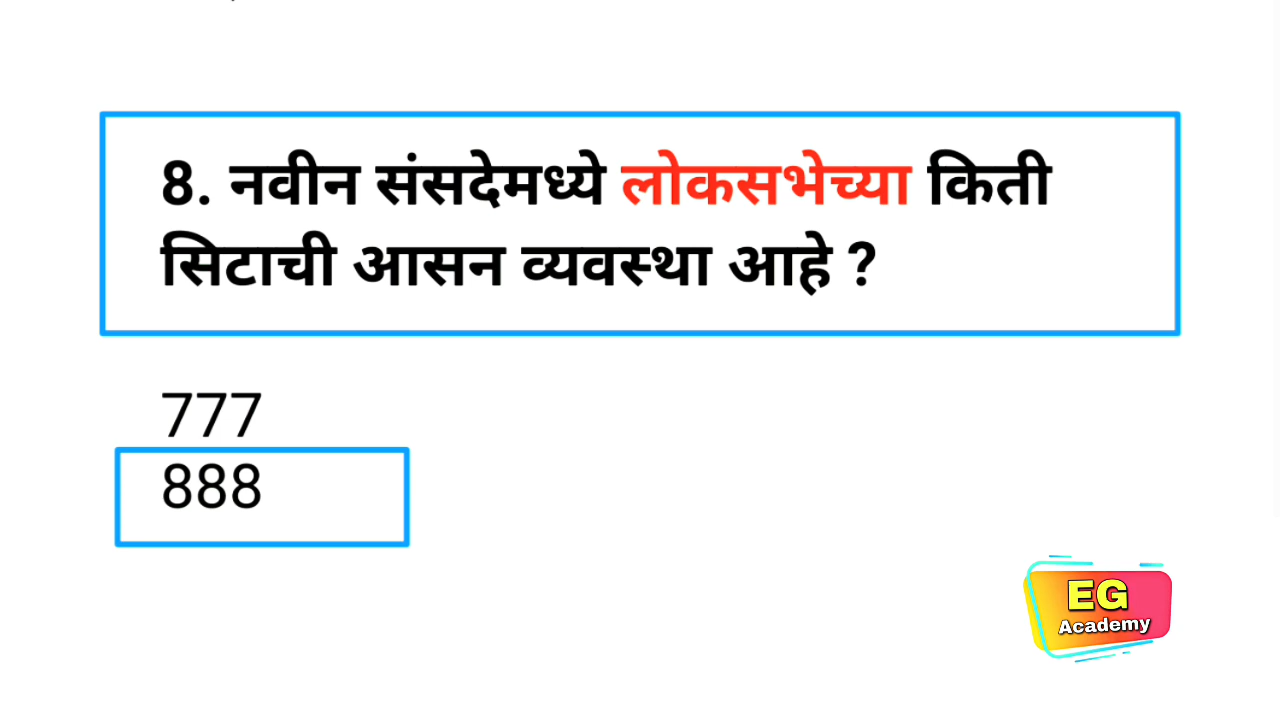 8. नवीन संसदेमध्ये लोकसभेच्या किती
सिटाची आसन व्यवस्था आहे ?
777
888
EG
Academy